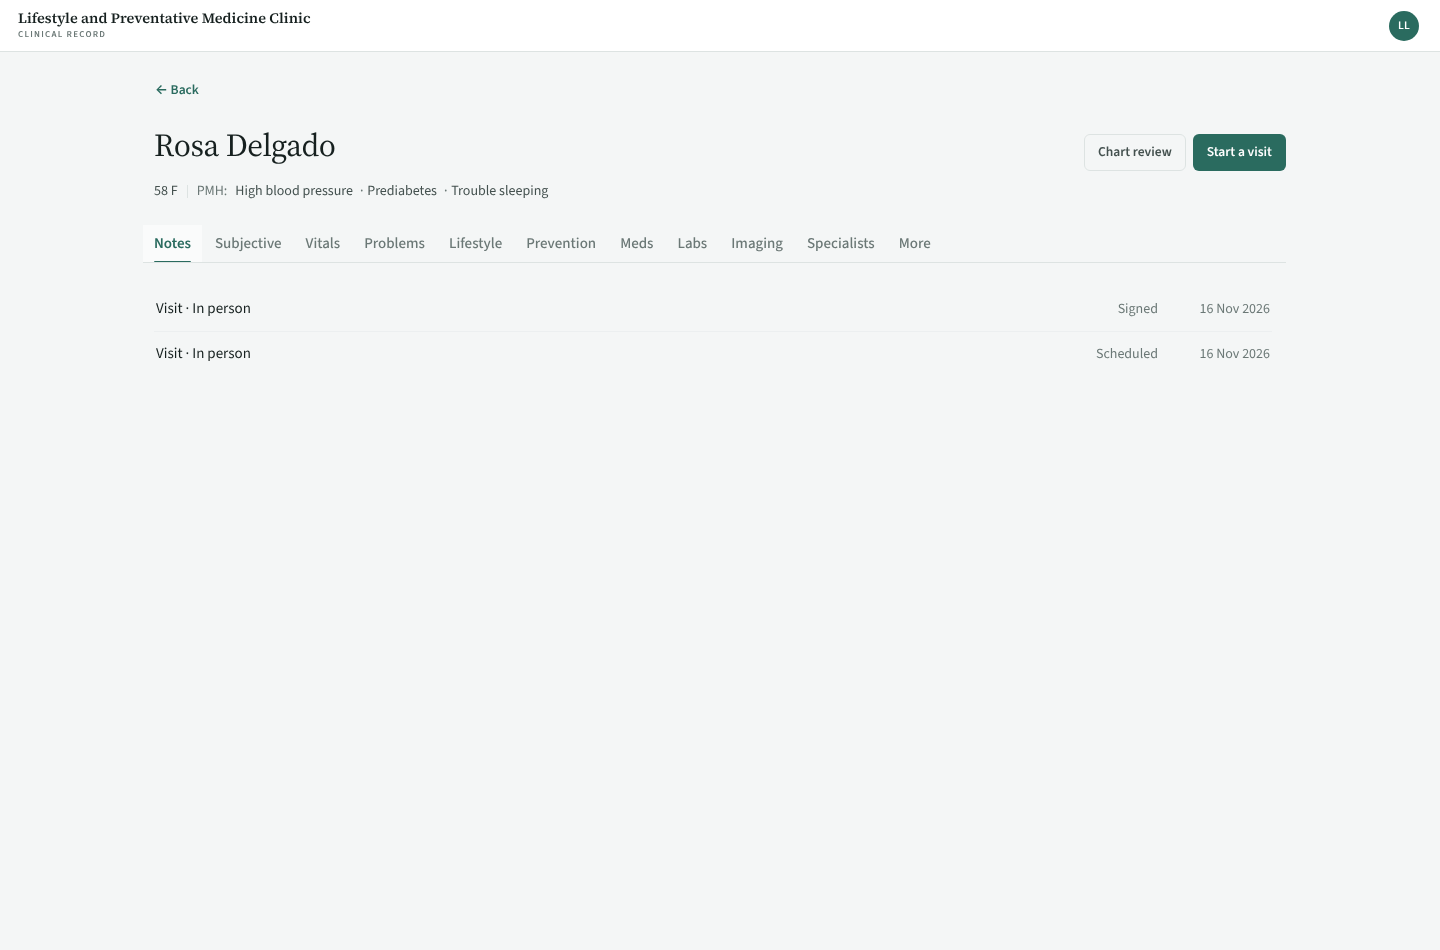 Lifestyle and Preventative Medicine Clinic
CLINICAL RECORD
LL
← Back
Rosa Delgado
Chart review
Start a visit
58 F | PMH: High blood pressure · Prediabetes · Trouble sleeping
Notes Subjective Vitals Problems Lifestyle Prevention Meds Labs Imaging Specialists More
Visit · In person Signed 16 Nov 2026
Visit · In person Scheduled 16 Nov 2026